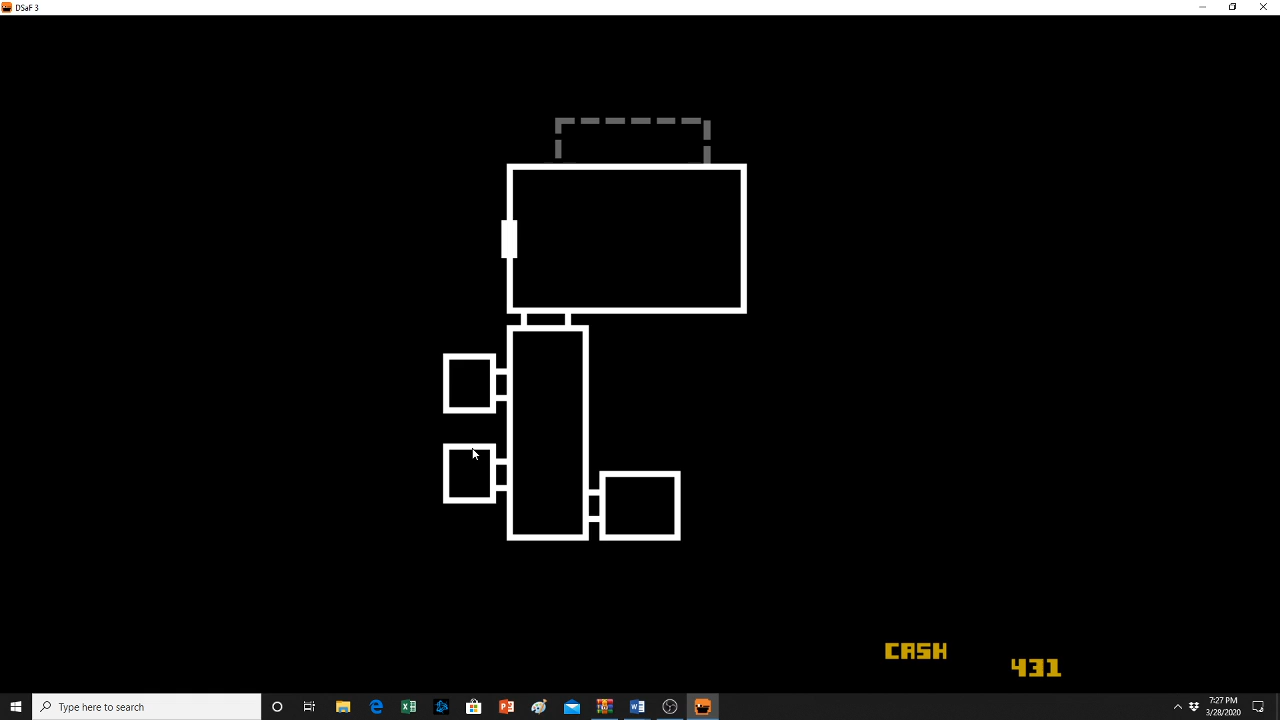 DSaF 3
CASH
431
Type here to search
7:27 PM
3/28/2020